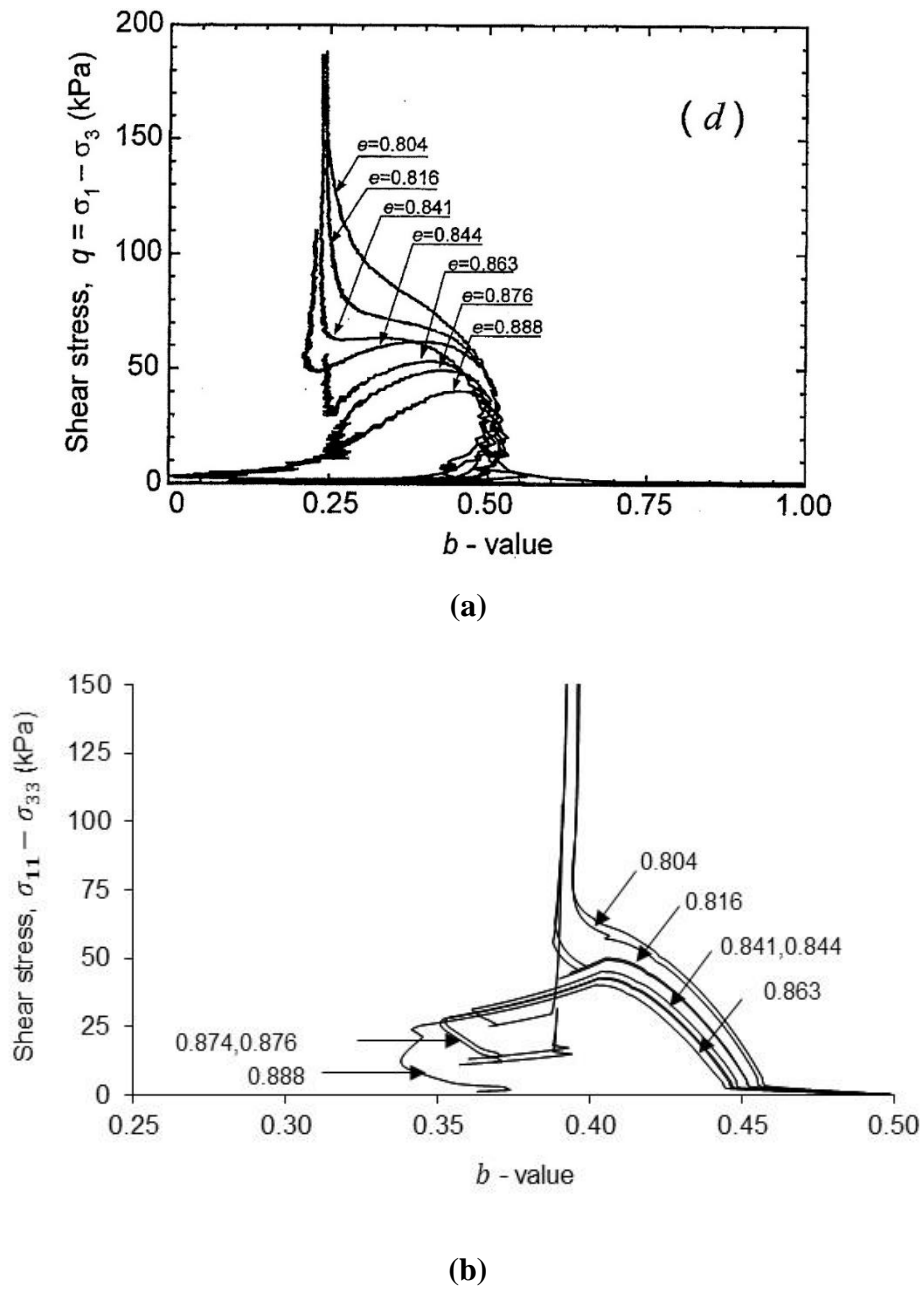 200
150
100
50
0
Shear stress, q = σ₁ – σ₃ (kPa)
(d)
e=0.804
e=0.816
e=0.841
e=0.844
e=0.863
e=0.876
e=0.888
0 0.25 0.50 0.75 1.00
b - value
(a)
150
125
100
75
50
25
0
Shear stress, σ₁₁ − σ₃₃ (kPa)
0.804
0.816
0.841,0.844
0.863
0.874,0.876
0.888
0.25 0.30 0.35 0.40 0.45 0.50
b - value
(b)